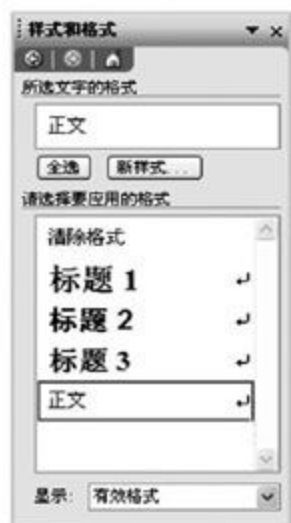 样式和格式
所选文字的格式
正文
全选 新样式...
请选择要应用的格式
清除格式
标题 1
标题 2
标题 3
正文
显示: 有效格式